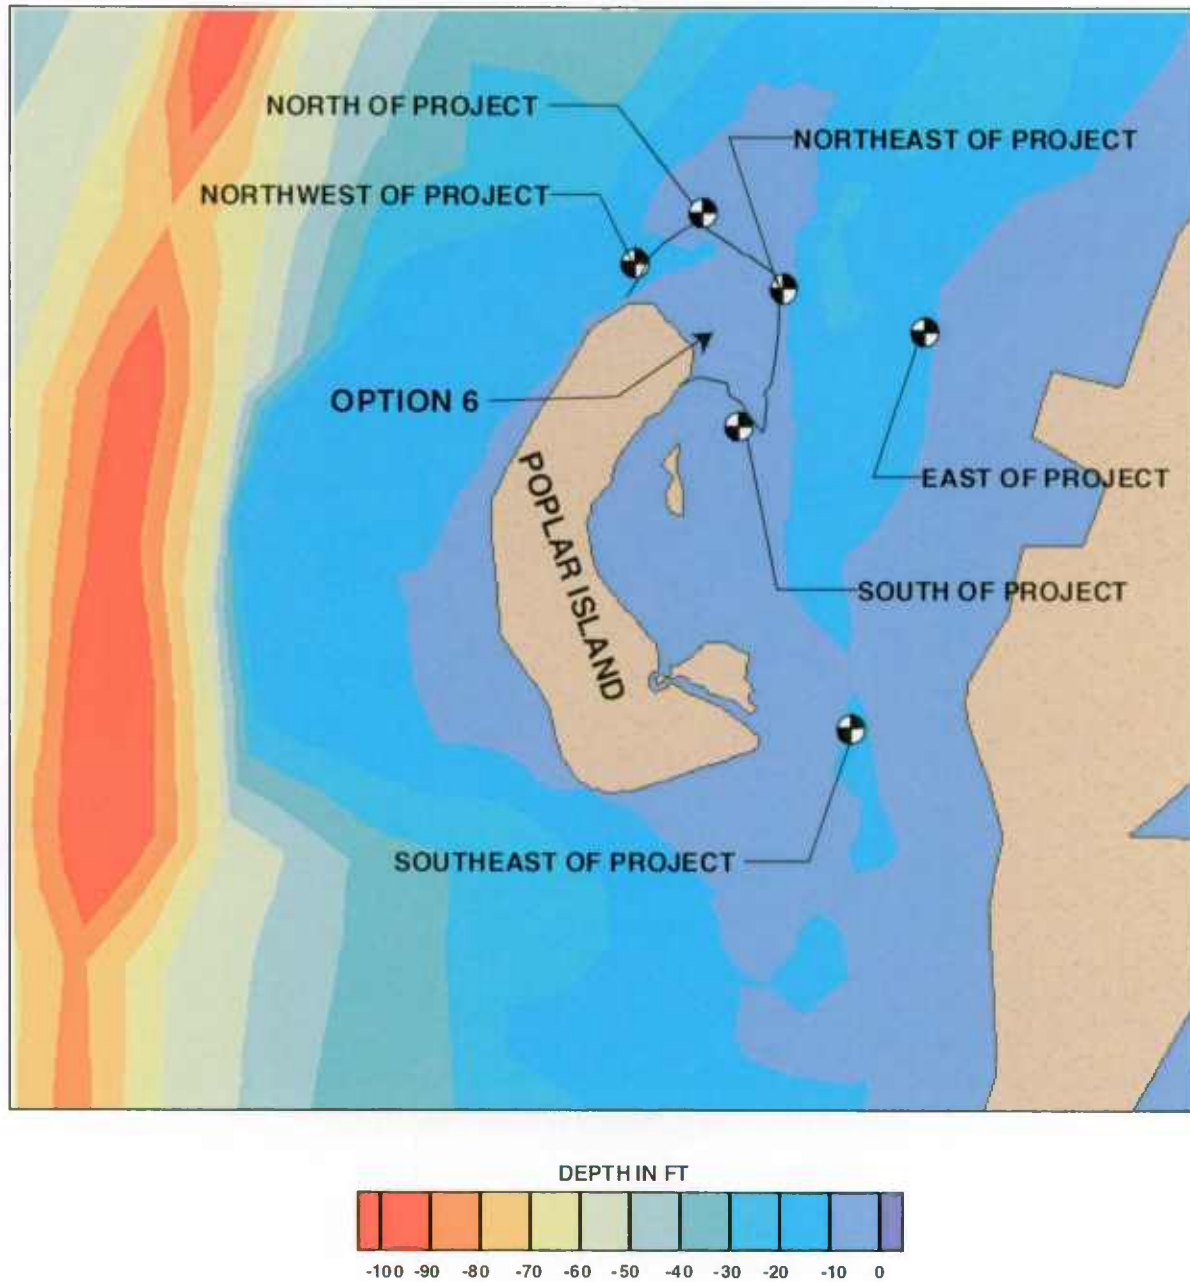 NORTH OF PROJECT
NORTHEAST OF PROJECT
NORTHWEST OF PROJECT
OPTION 6
POPLAR ISLAND
EAST OF PROJECT
SOUTH OF PROJECT
SOUTHEAST OF PROJECT
DEPTH IN FT
-100 -90 -80 -70 -60 -50 -40 -30 -20 -10 0